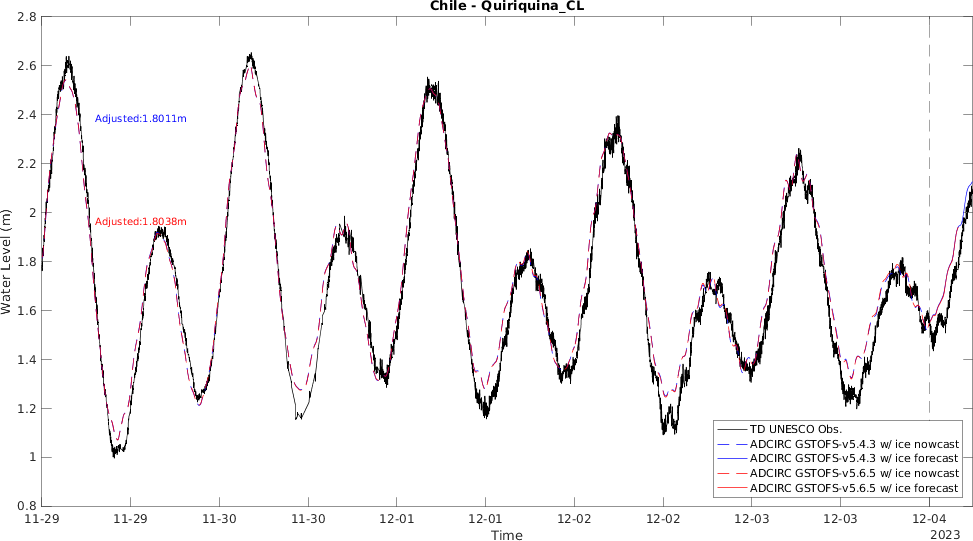 Chile - Quiriquina_CL
2.8
2.6
2.4
2.2
2
1.8
1.6
1.4
1.2
1
0.8
Water Level (m)
Adjusted:1.8011m
Adjusted:1.8038m
TD UNESCO Obs.
ADCIRC GSTOFS-v5.4.3 w/ ice nowcast
ADCIRC GSTOFS-v5.4.3 w/ ice forecast
ADCIRC GSTOFS-v5.6.5 w/ ice nowcast
ADCIRC GSTOFS-v5.6.5 w/ ice forecast
11-29 11-29 11-30 11-30 12-01 12-01 12-02 12-02 12-03 12-03 12-04
2023
Time